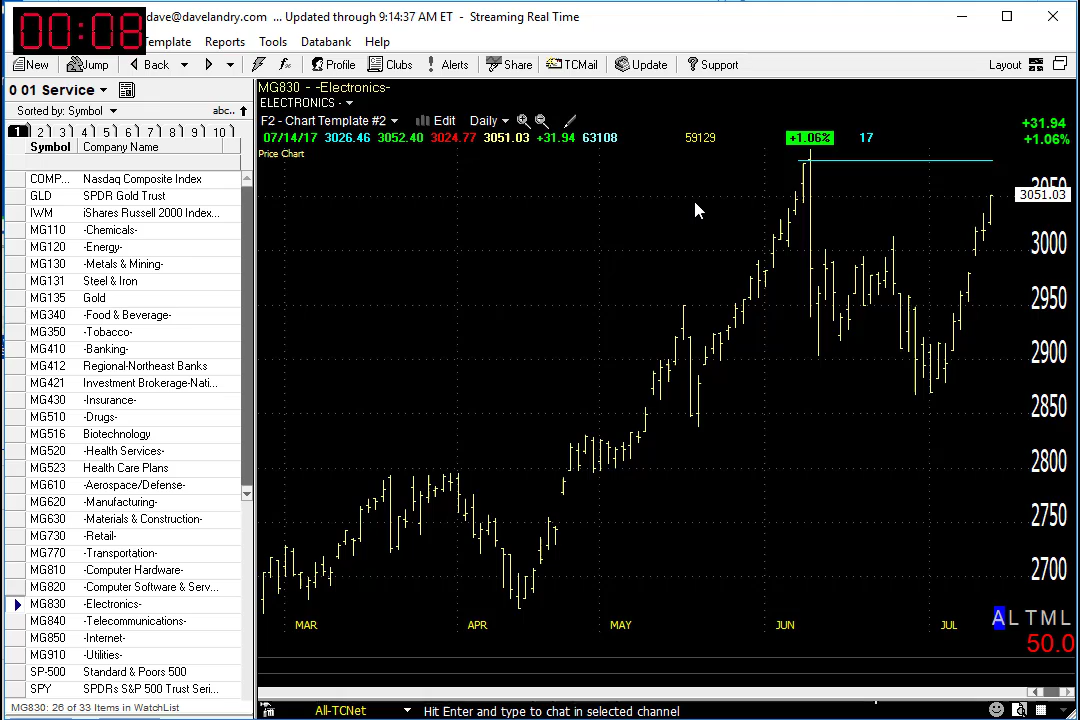 00:08
dave@davelandry.com ... Updated through 9:14:37 AM ET - Streaming Real Time
Template Reports Tools Databank Help
New Jump Back Profile Clubs Alerts Share TCMail Update Support Layout
0 01 Service
Sorted by: Symbol abc..
1 2 3 4 5 6 7 8 9 10
Symbol Company Name
COMP... Nasdaq Composite Index
GLD SPDR Gold Trust
IWM iShares Russell 2000 Index...
MG110 -Chemicals-
MG120 -Energy-
MG130 -Metals & Mining-
MG131 Steel & Iron
MG135 Gold
MG340 -Food & Beverage-
MG350 -Tobacco-
MG410 -Banking-
MG412 Regional-Northeast Banks
MG421 Investment Brokerage-Nati...
MG430 -Insurance-
MG510 -Drugs-
MG516 Biotechnology
MG520 -Health Services-
MG523 Health Care Plans
MG610 -Aerospace/Defense-
MG620 -Manufacturing-
MG630 -Materials & Construction-
MG730 -Retail-
MG770 -Transportation-
MG810 -Computer Hardware-
MG820 -Computer Software & Serv...
MG830 -Electronics-
MG840 -Telecommunications-
MG850 -Internet-
MG910 -Utilities-
SP-500 Standard & Poors 500
SPY SPDRs S&P 500 Trust Seri...
MG830: 26 of 33 Items in WatchList
MG830 - -Electronics-
ELECTRONICS -
F2 - Chart Template #2 Edit Daily
07/14/17 3026.46 3052.40 3024.77 3051.03 +31.94 63108 59129 +1.06% 17
+31.94
+1.06%
Price Chart
3050
3051.03
3000
2950
2900
2850
2800
2750
2700
MAR APR MAY JUN JUL
A L T M L
50.0
All-TCNet Hit Enter and type to chat in selected channel